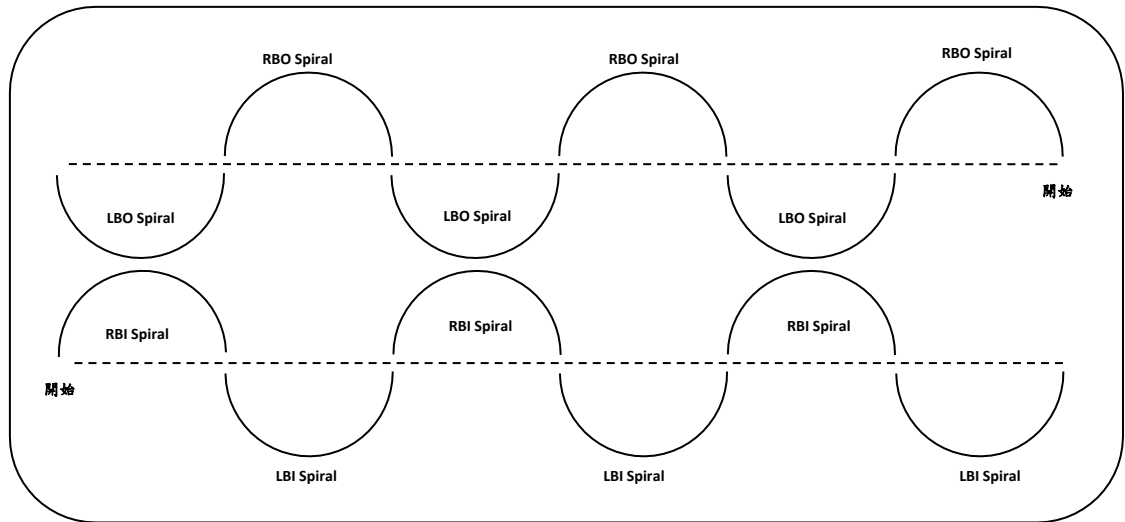 RBO Spiral RBO Spiral RBO Spiral
開始
LBO Spiral LBO Spiral LBO Spiral
RBI Spiral RBI Spiral RBI Spiral
開始
LBI Spiral LBI Spiral LBI Spiral